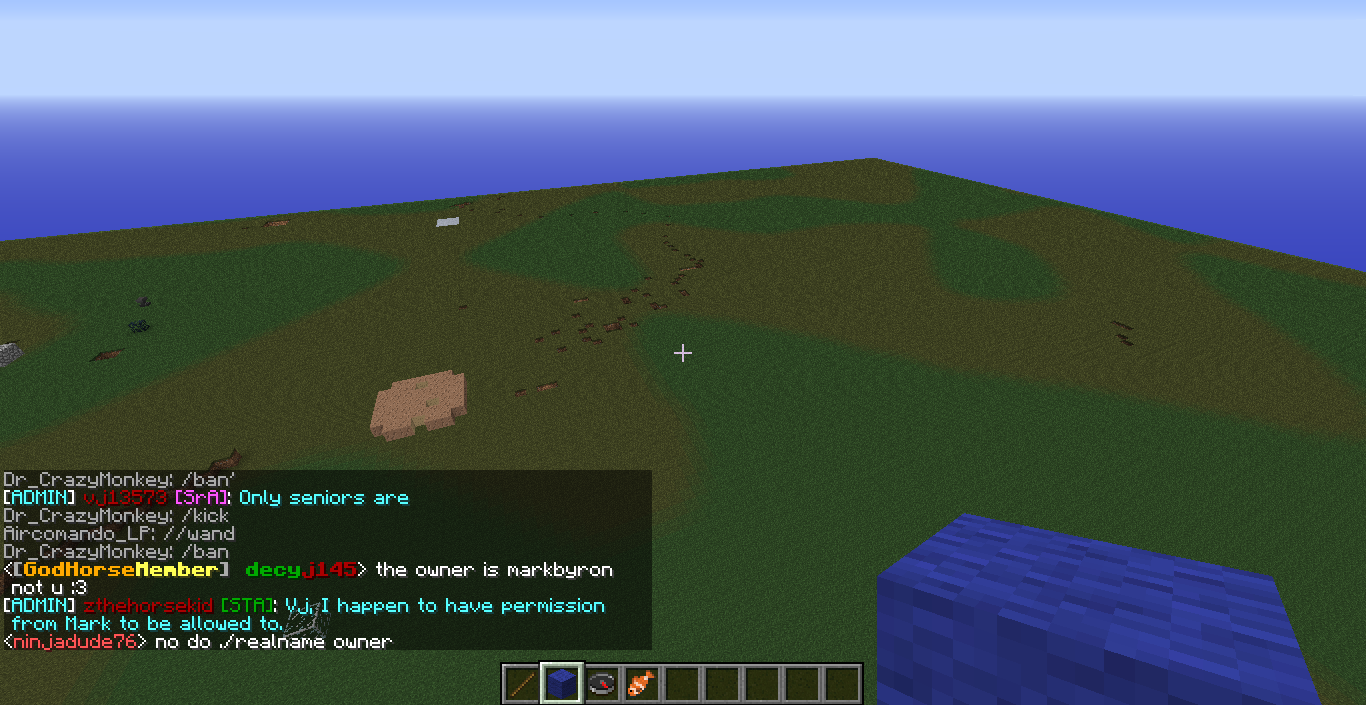 Dr_CrazyMonkey: /ban'
[ADMIN] vj13573 [SrA]: Only seniors are
Dr_CrazyMonkey: /kick
Aircomando_LP: //wand
Dr_CrazyMonkey: /ban
<[GodHorseMember] decyj145> the owner is markbyron
not u :3
[ADMIN] zthehorsekid [STA]: Vj, I happen to have permission
from Mark to be allowed to.
<ninjadude76> no do ./realname owner